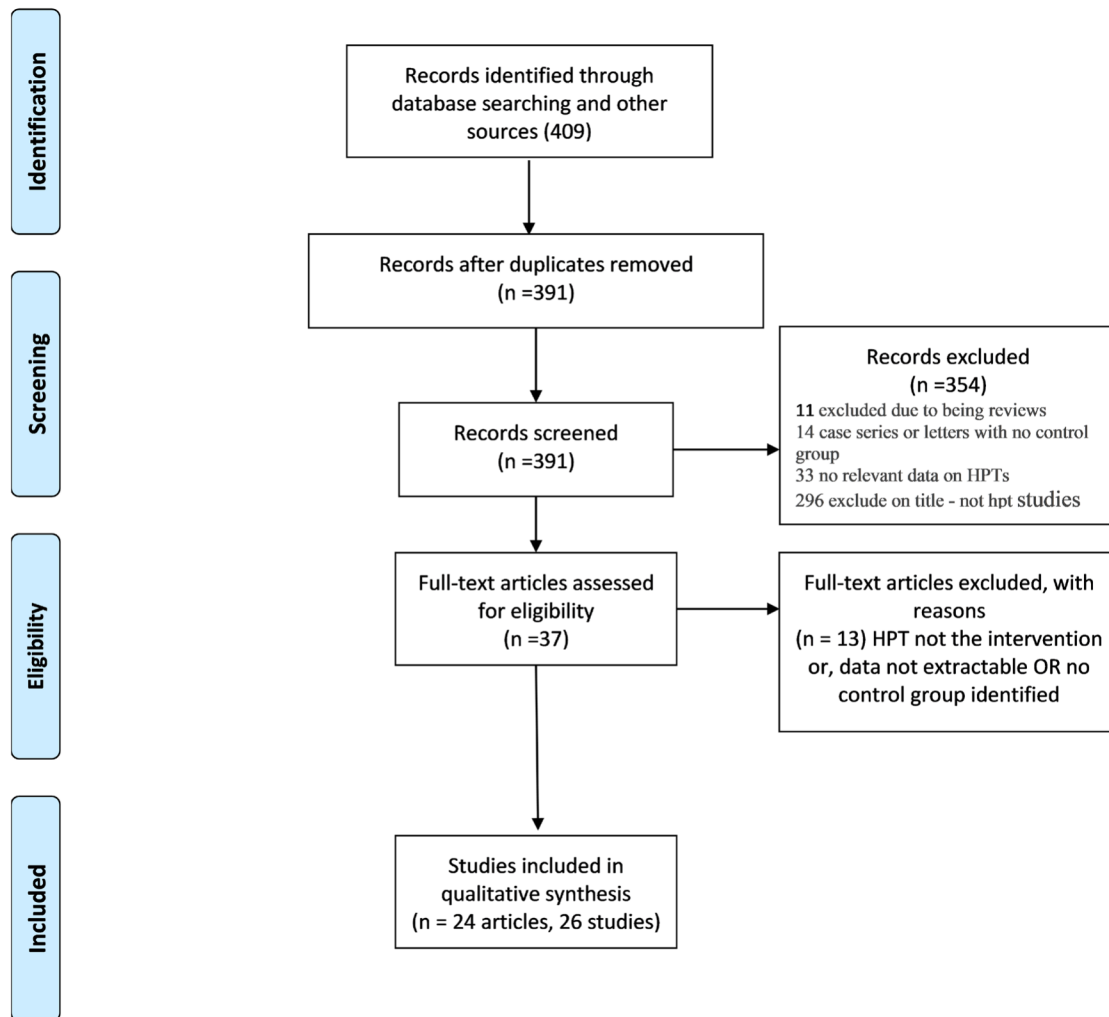 Identification
Records identified through
database searching and other
sources (409)
Records after duplicates removed
(n =391)
Screening
Records screened
(n =391)
Records excluded
(n =354)
11 excluded due to being reviews
14 case series or letters with no control
group
33 no relevant data on HPTs
296 exclude on title - not hpt studies
Eligibility
Full-text articles assessed
for eligibility
(n =37)
Full-text articles excluded, with
reasons
(n = 13) HPT not the intervention
or, data not extractable OR no
control group identified
Included
Studies included in
qualitative synthesis
(n = 24 articles, 26 studies)